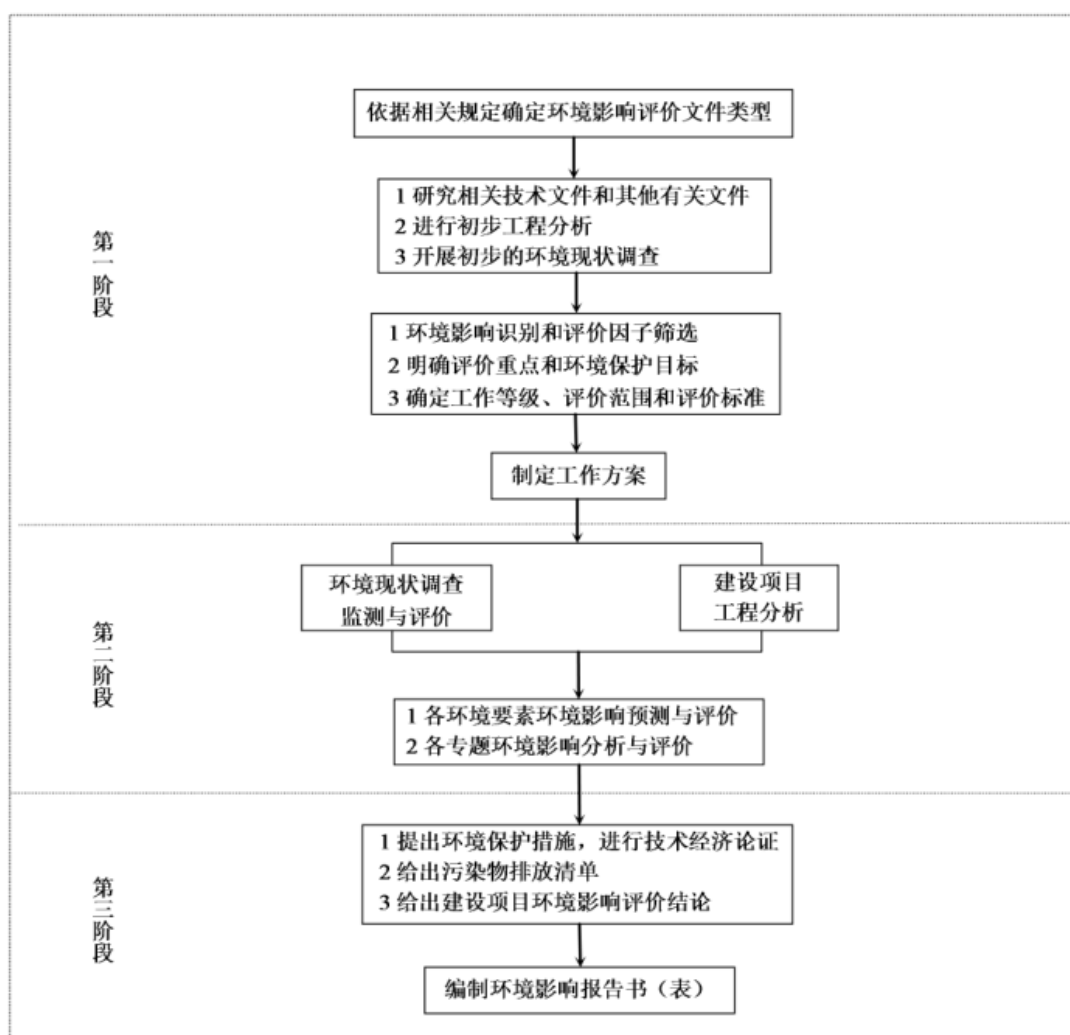 依据相关规定确定环境影响评价文件类型
1 研究相关技术文件和其他有关文件
2 进行初步工程分析
3 开展初步的环境现状调查
第一阶段
1 环境影响识别和评价因子筛选
2 明确评价重点和环境保护目标
3 确定工作等级、评价范围和评价标准
制定工作方案
环境现状调查
监测与评价
建设项目
工程分析
第二阶段
1 各环境要素环境影响预测与评价
2 各专题环境影响分析与评价
1 提出环境保护措施，进行技术经济论证
2 给出污染物排放清单
3 给出建设项目环境影响评价结论
第三阶段
编制环境影响报告书（表）